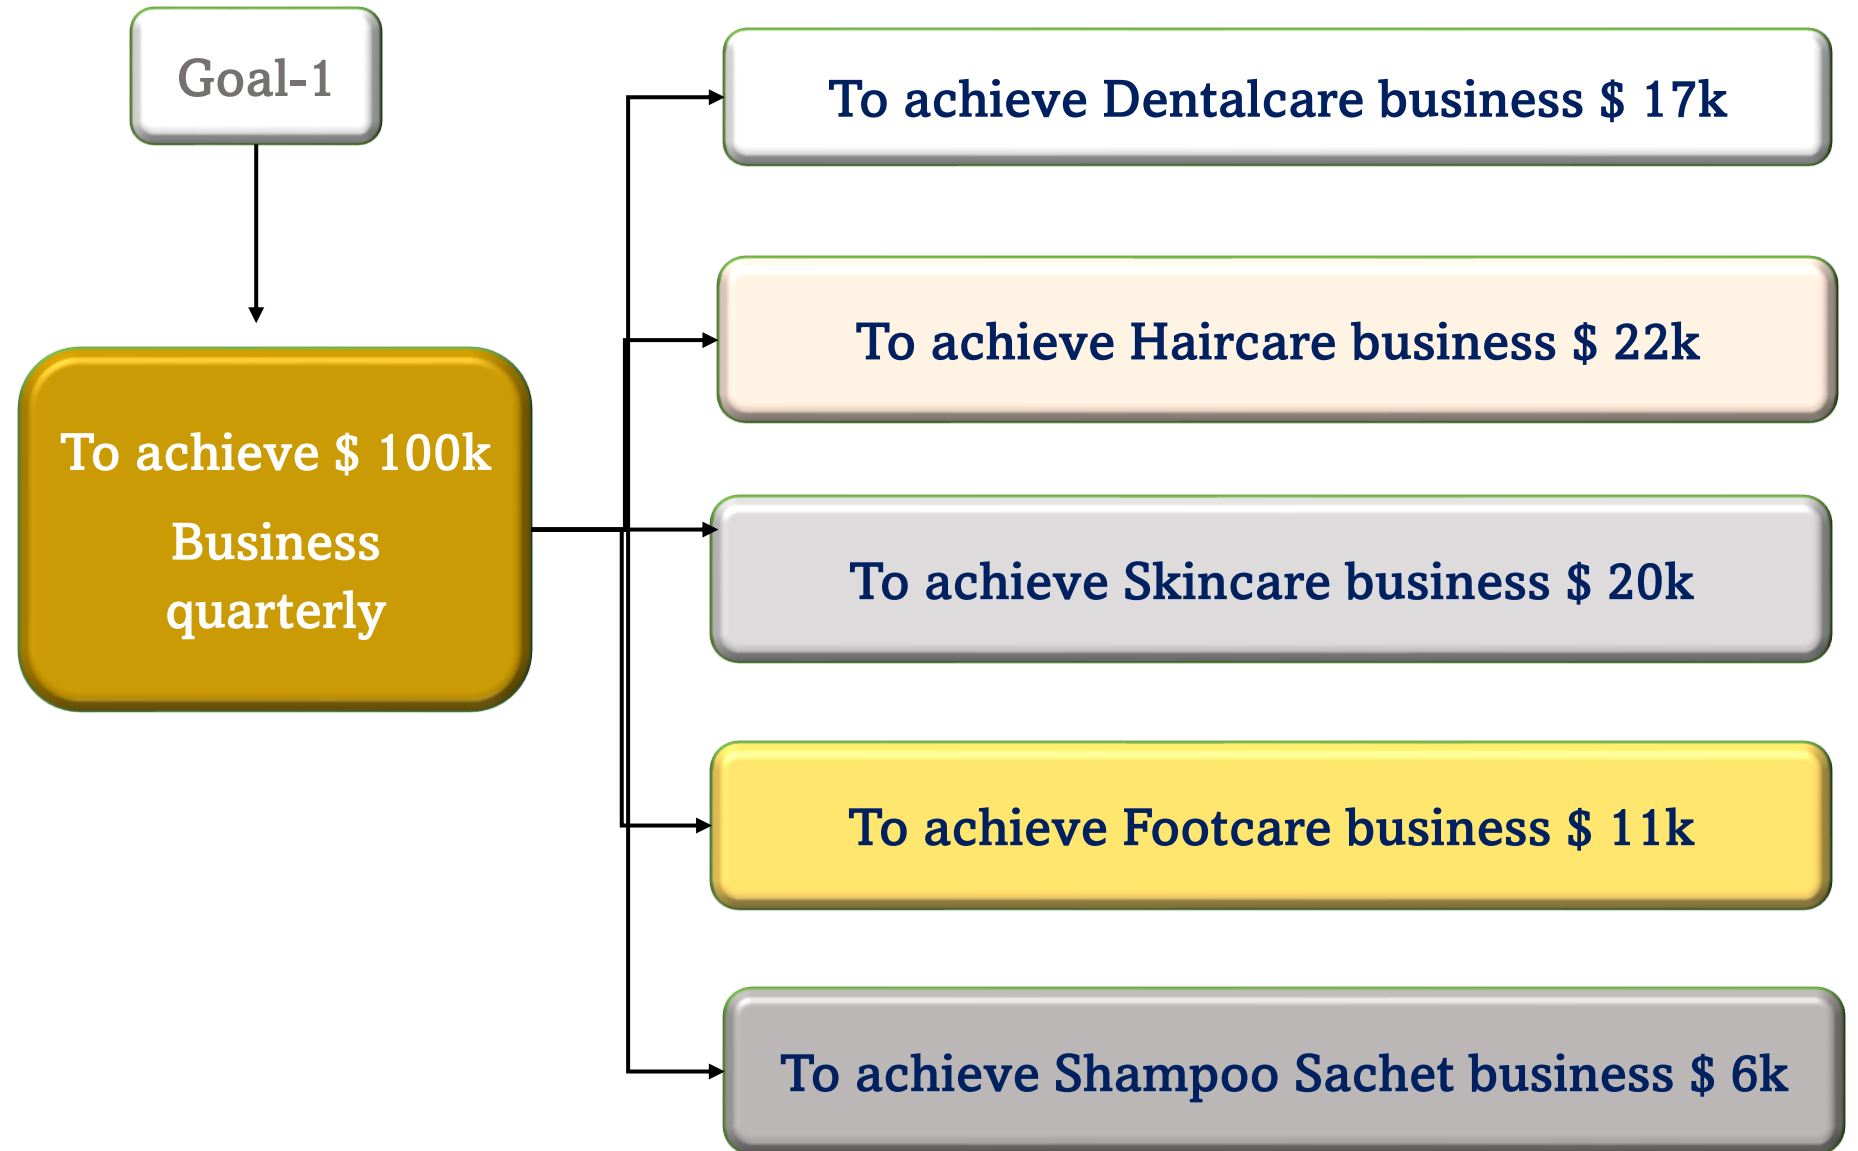 Goal-1
To achieve $ 100k
Business
quarterly
To achieve Dentalcare business $ 17k
To achieve Haircare business $ 22k
To achieve Skincare business $ 20k
To achieve Footcare business $ 11k
To achieve Shampoo Sachet business $ 6k